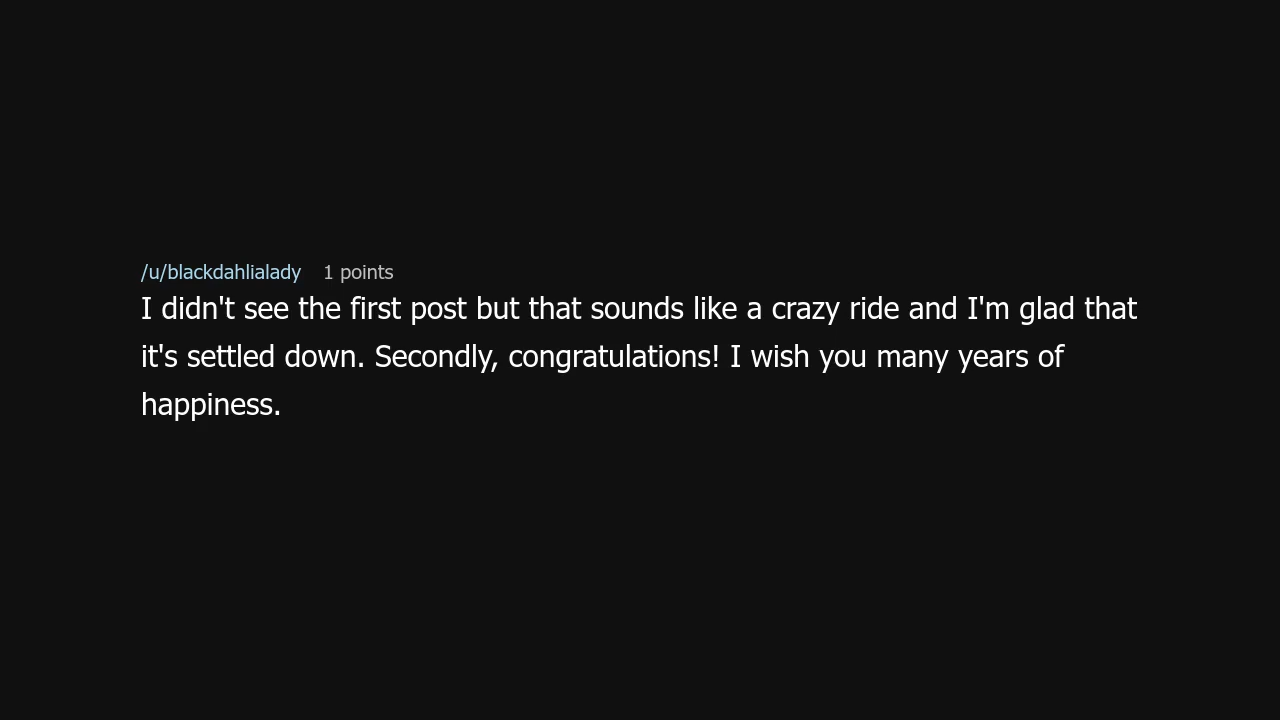 /u/blackdahlialady 1 points
I didn't see the first post but that sounds like a crazy ride and I'm glad that
it's settled down. Secondly, congratulations! I wish you many years of
happiness.